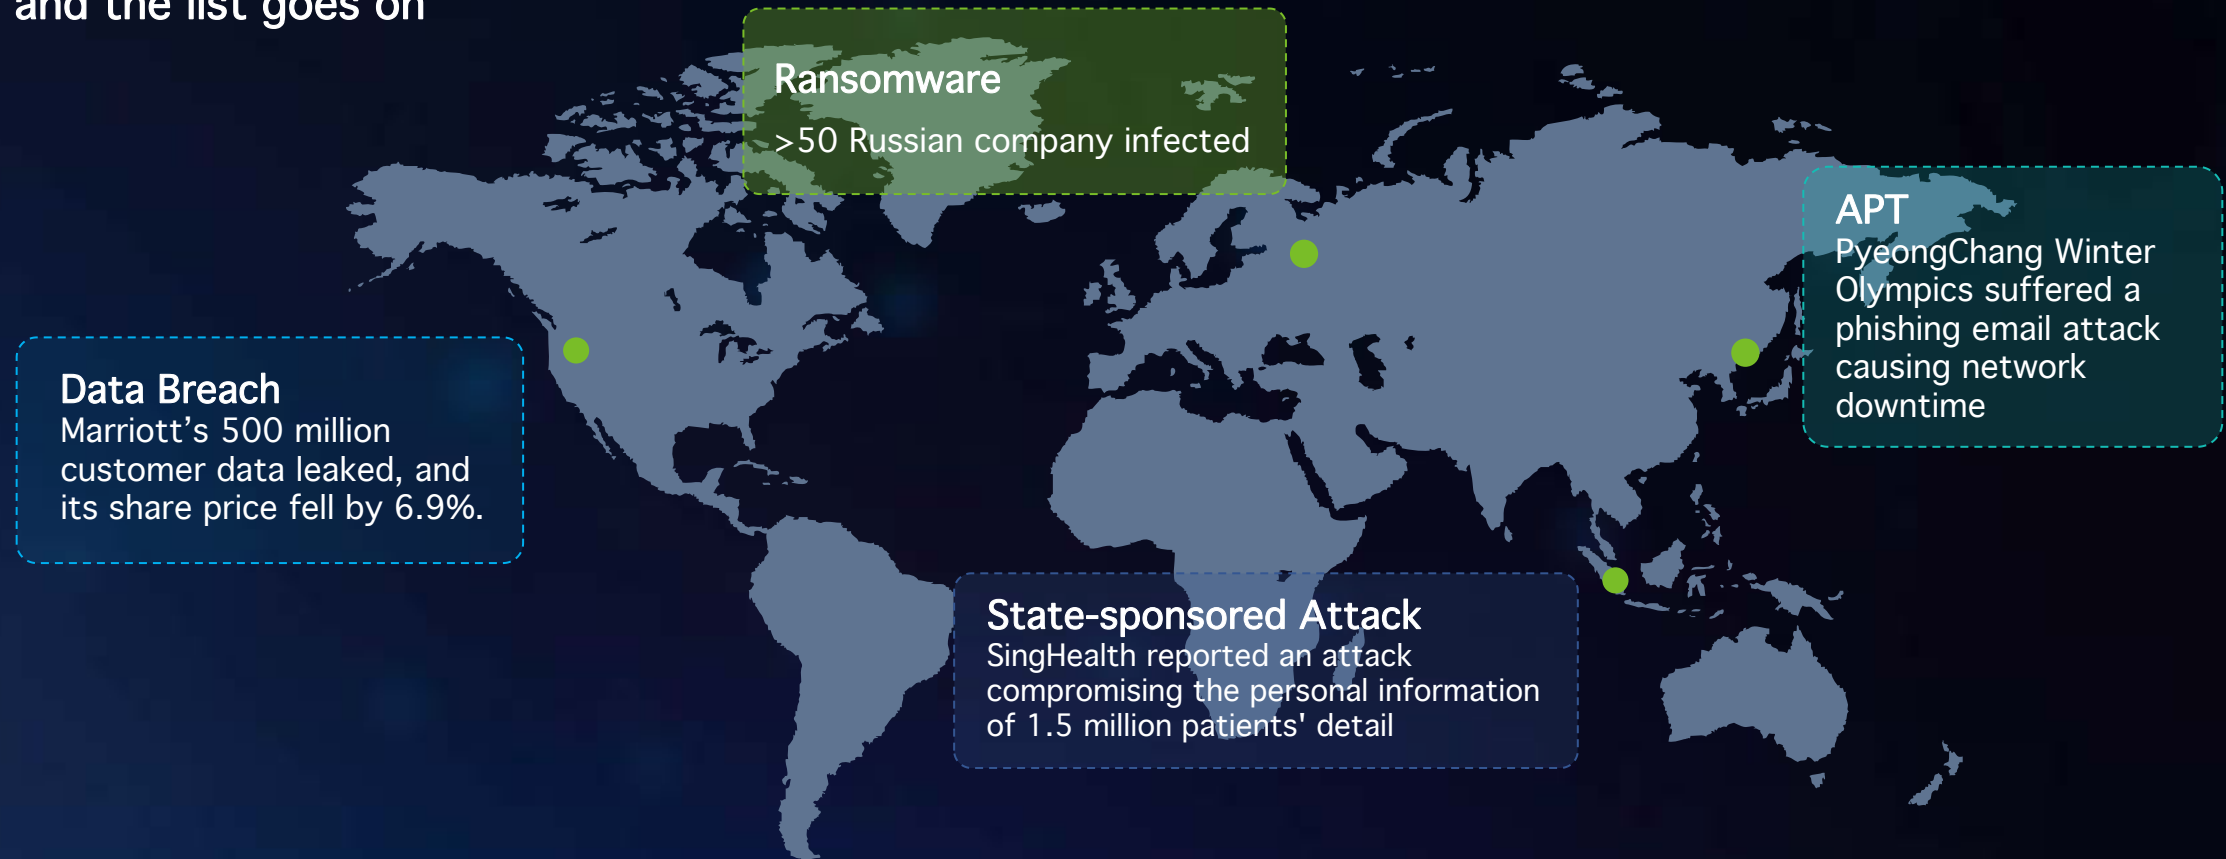 and the list goes on
Ransomware
>50 Russian company infected
APT
PyeongChang Winter
Olympics suffered a
phishing email attack
causing network
downtime
Data Breach
Marriott’s 500 million
customer data leaked, and
its share price fell by 6.9%.
State-sponsored Attack
SingHealth reported an attack
compromising the personal information
of 1.5 million patients' detail